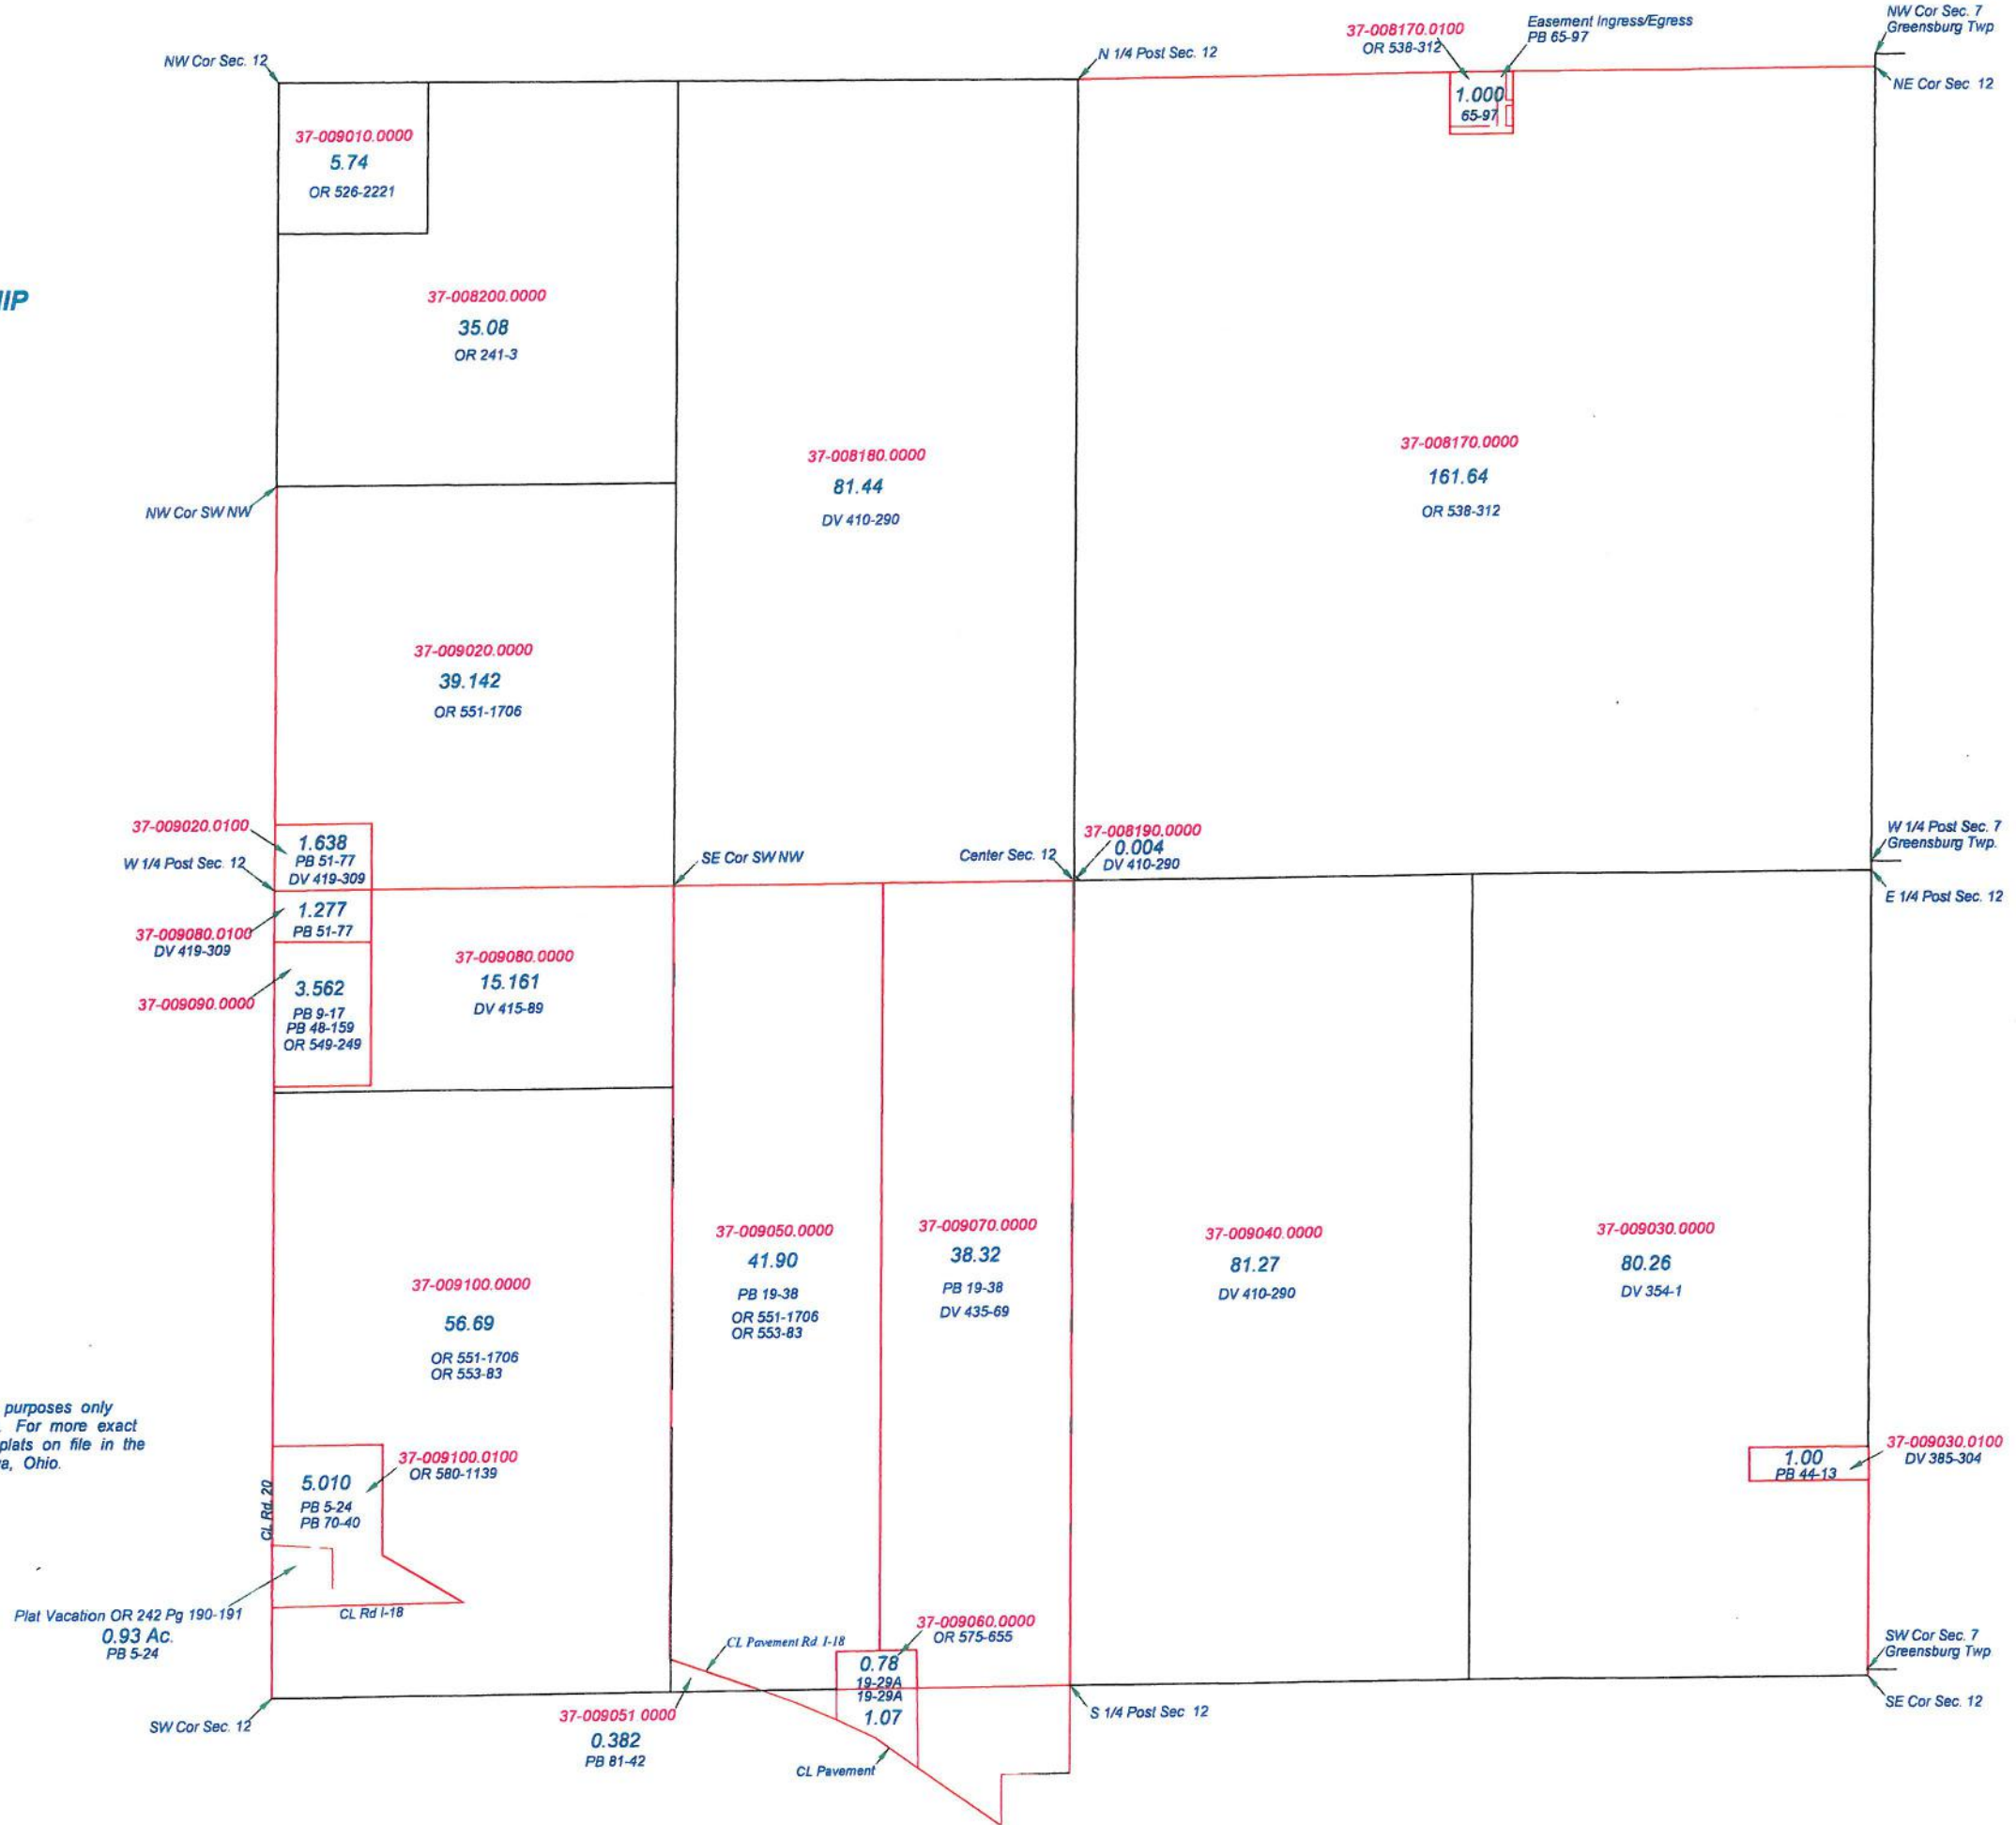 NW Cor Sec. 7
Greensburg Twp
Easement Ingress/Egress
PB 65-97
37-008170.0100
OR 538-312
NW Cor Sec. 12
N 1/4 Post Sec. 12
NE Cor Sec. 12
1.000
65-97
37-009010.0000
5.74
OR 526-2221
37-008200.0000
35.08
OR 241-3
37-008180.0000
81.44
DV 410-290
37-008170.0000
161.64
OR 538-312
NW Cor SW NW
37-009020.0000
39.142
OR 551-1706
37-009020.0100
1.638
PB 51-77
DV 419-309
W 1/4 Post Sec. 12
SE Cor SW NW
Center Sec. 12
37-008190.0000
0.004
DV 410-290
W 1/4 Post Sec. 7
Greensburg Twp.
E 1/4 Post Sec. 12
1.277
PB 51-77
37-009080.0100
DV 419-309
37-009080.0000
15.161
DV 415-89
37-009090.0000
3.562
PB 9-17
PB 48-159
OR 549-249
37-009050.0000
41.90
PB 19-38
OR 551-1706
OR 553-83
37-009070.0000
38.32
PB 19-38
DV 435-69
37-009040.0000
81.27
DV 410-290
37-009030.0000
80.26
DV 354-1
37-009100.0000
56.69
OR 551-1706
OR 553-83
purposes only
For more exact
plats on file in the
Ohio.
37-009100.0100
OR 580-1139
5.010
PB 5-24
PB 70-40
CL Rd. 20
37-009030.0100
DV 385-304
1.00
PB 44-13
Plat Vacation OR 242 Pg 190-191
0.93 Ac.
PB 5-24
CL Rd I-18
CL Pavement Rd I-18
37-009060.0000
OR 575-655
0.78
19-29A
19-29A
1.07
SW Cor Sec. 7
Greensburg Twp
SE Cor Sec. 12
SW Cor Sec. 12
37-009051 0000
0.382
PB 81-42
S 1/4 Post Sec. 12
CL Pavement